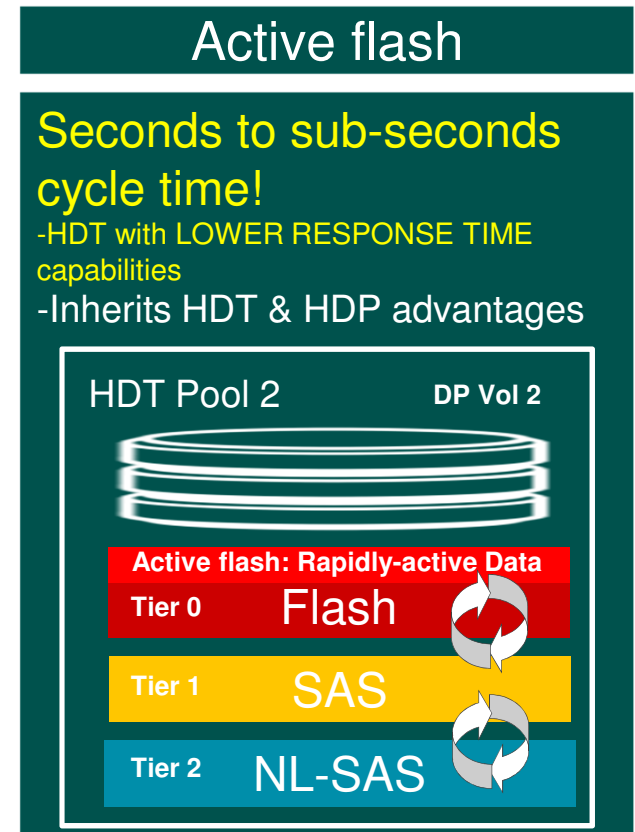 Active flash
Seconds to sub-seconds
cycle time!
-HDT with LOWER RESPONSE TIME
capabilities
-Inherits HDT & HDP advantages
HDT Pool 2 DP Vol 2
Active flash: Rapidly-active Data
Tier 0 Flash
Tier 1 SAS
Tier 2 NL-SAS